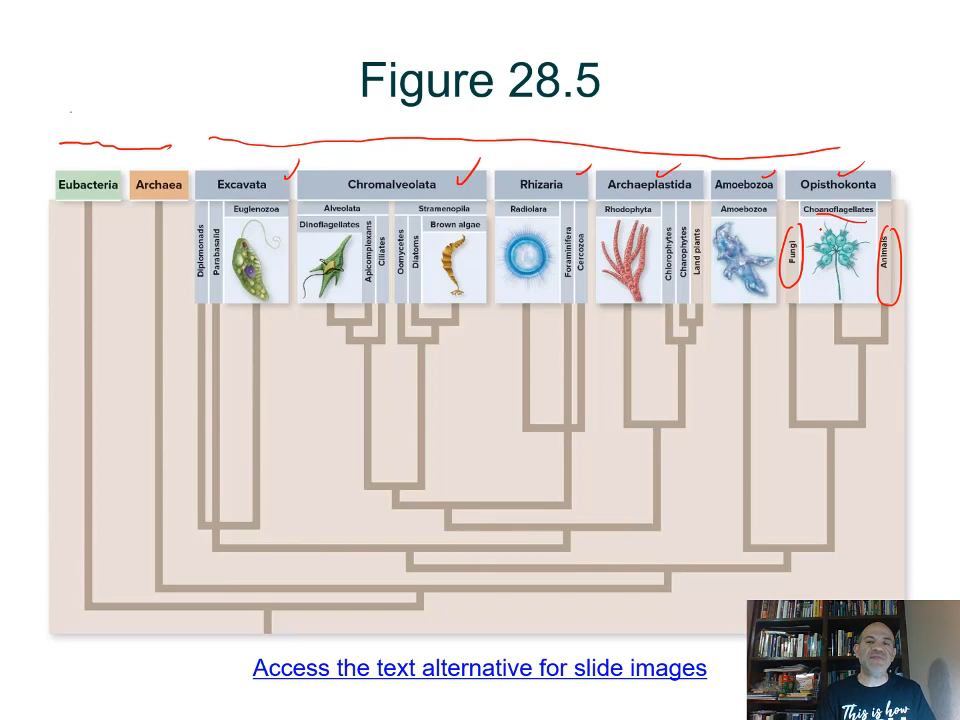 Figure 28.5
Eubacteria
Archaea
Excavata
Chromalveolata
Rhizaria
Archaeplastida
Amoebozoa
Opisthokonta
Diplomonads
Parabasalid
Euglenozoa
Alveolata
Dinoflagellates
Apicomplexans
Ciliates
Stramenopila
Oomycetes
Diatoms
Brown algae
Radiolara
Foraminifera
Cercozoa
Rhodophyta
Chlorophytes
Charophytes
Land plants
Amoebozoa
Fungi
Choanoflagellates
Animals
Access the text alternative for slide images
This is how